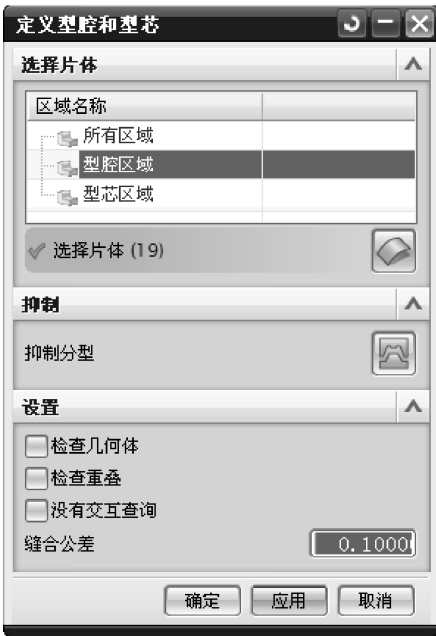 定义型腔和型芯
选择片体
区域名称
所有区域
型腔区域
型芯区域
选择片体 (19)
抑制
抑制分型
设置
检查几何体
检查重叠
没有交互查询
缝合公差 0.1000
确定 应用 取消